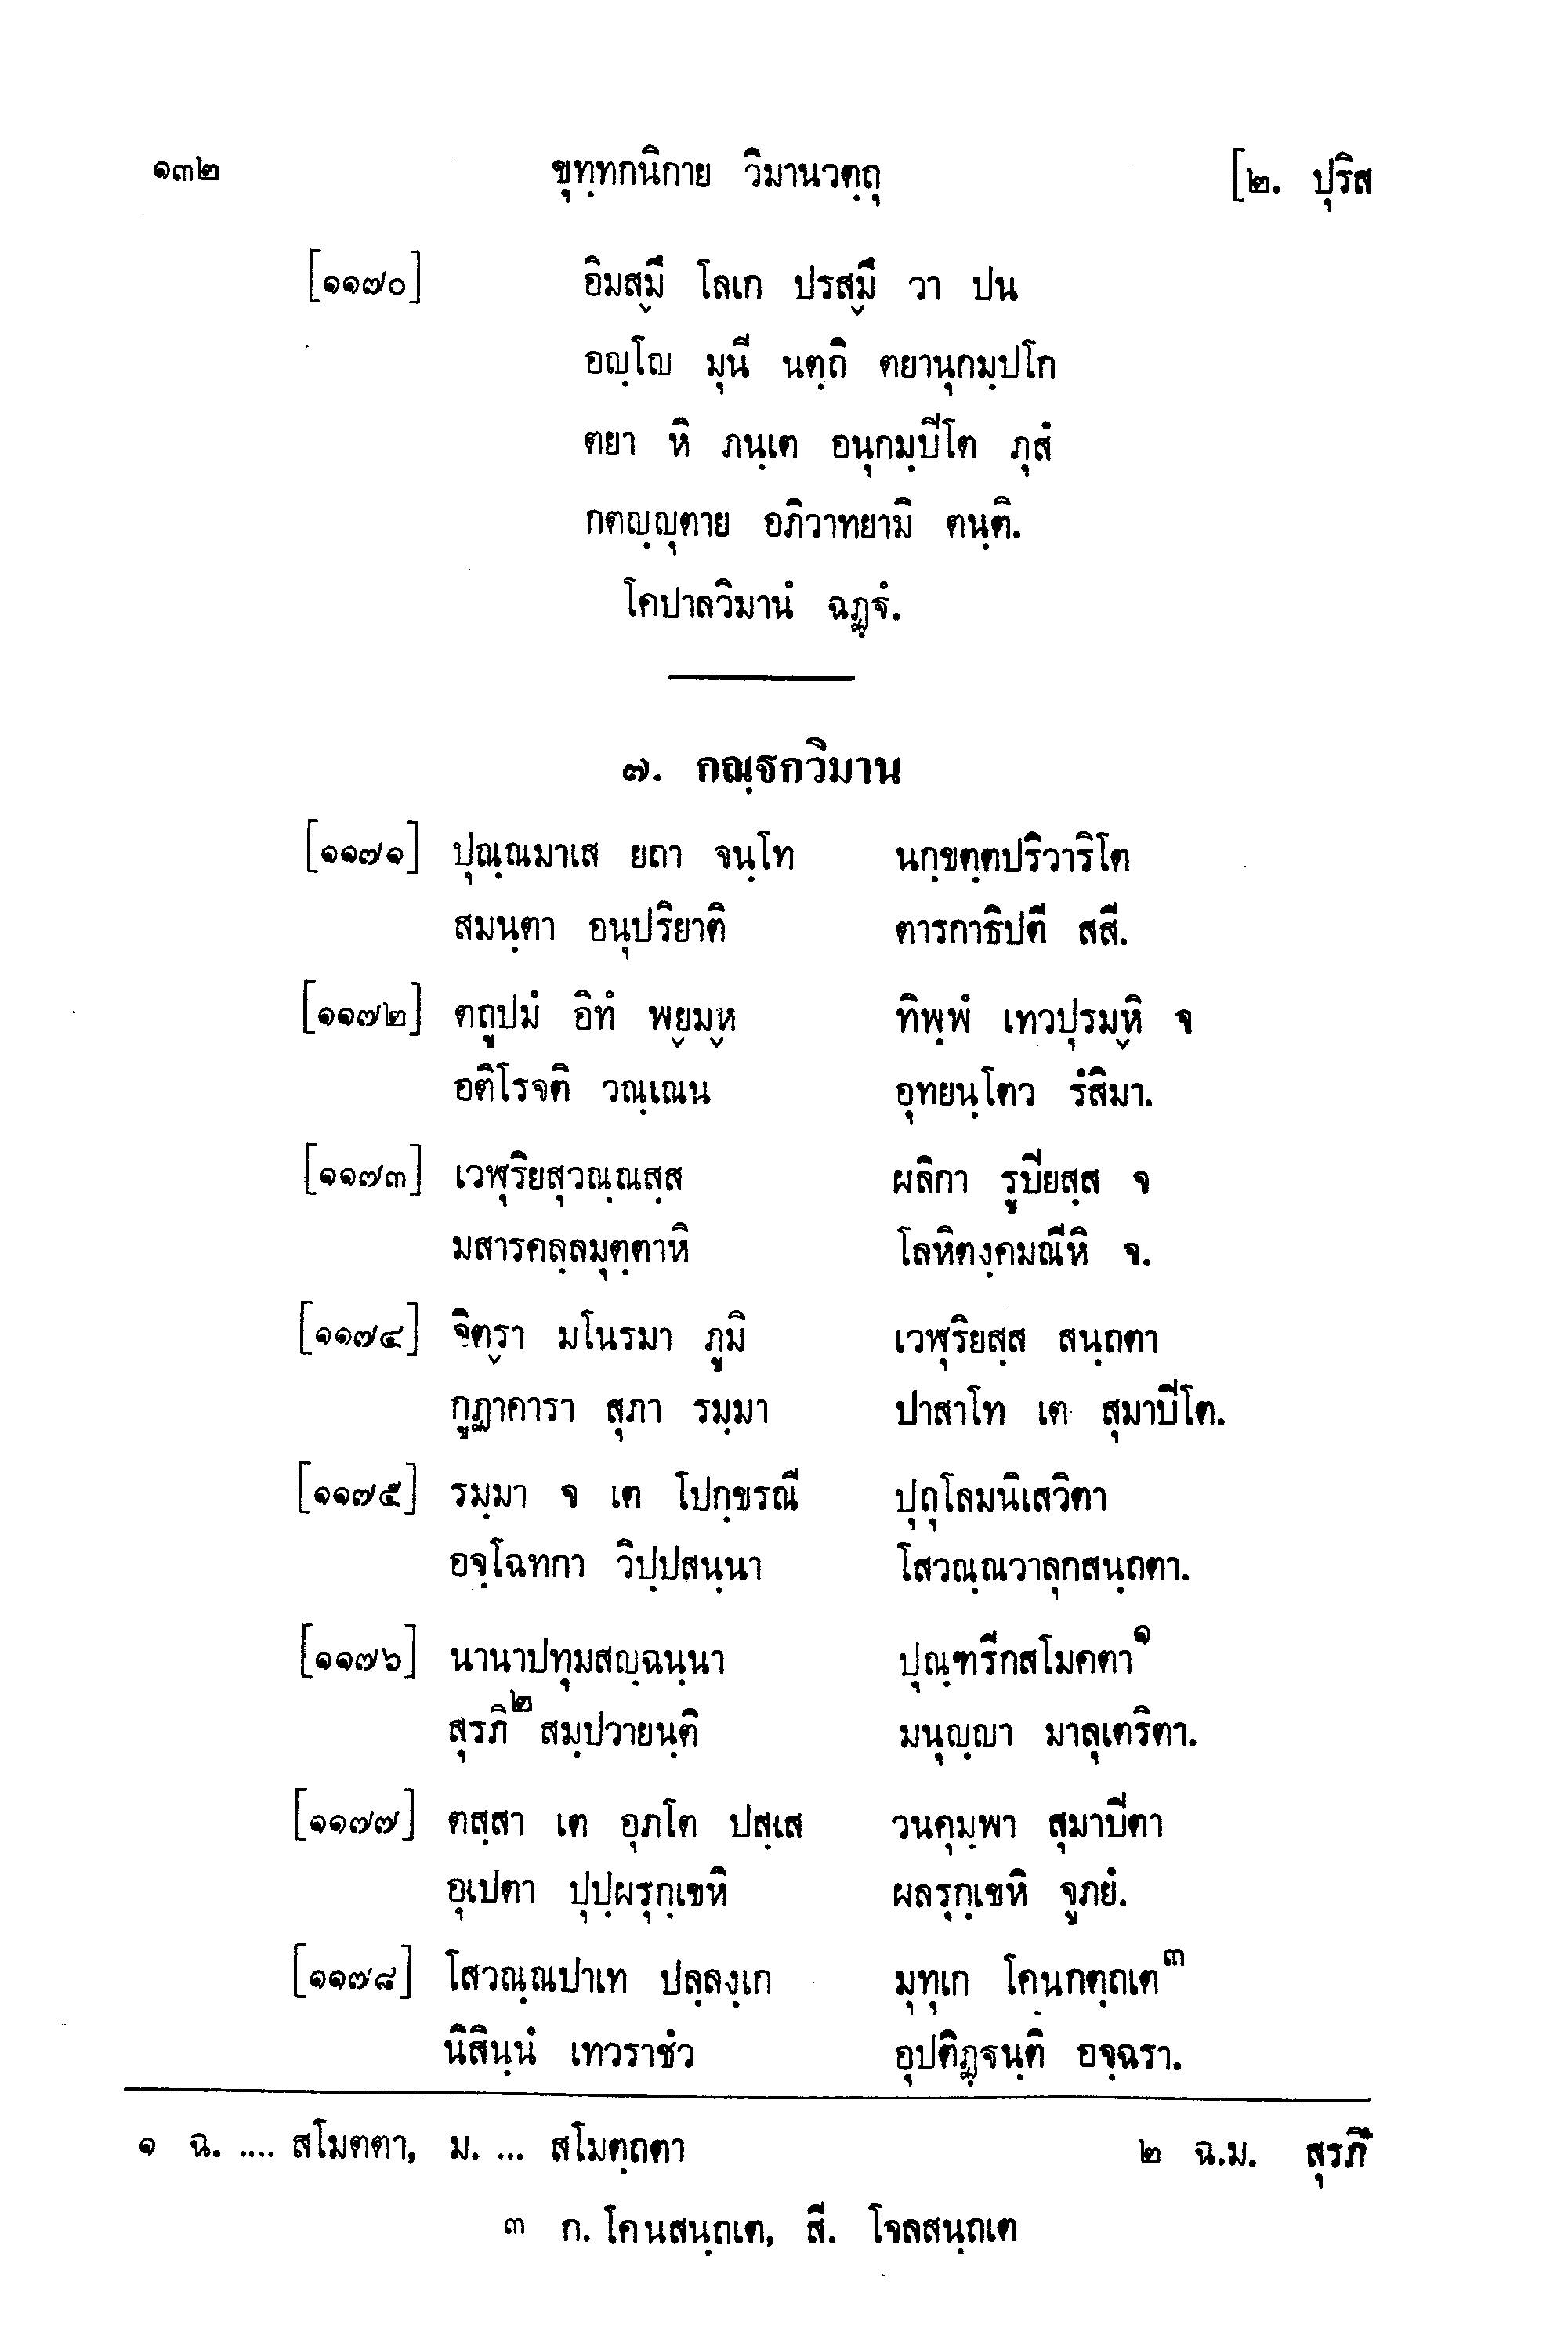 ๑๓๒ ขุทฺทกนิกาย วิมานวตฺถุ [๒. ปุริส
[๑๑๗๐] อิมสฺมึ โลเก ปรสฺมึ วา ปน
อญฺโญ มุนี นตฺถิ ตยานุกมฺปโก
ตยา หิ ภนฺเต อนุกมฺปิโต ภุสํ
กตญฺญุตาย อภิวาทยามิ ตนฺติ.
โคปาลวิมานํ ฉฏฺฐํ.
๗. กณฺฐกวิมาน
[๑๑๗๑] ปุณฺณมาเส ยถา จนฺโท นกฺขตฺตปริวาริโต
สมนฺตา อนุปริยาติ ตารกาธิปตี สสี.
[๑๑๗๒] ตถูปมํ อิทํ พฺยมฺห ทิพฺพํ เทวปุรมฺหิ จ
อติโรจติ วณฺเณน อุทยนฺโตว รํสิมา.
[๑๑๗๓] เวฬุริยสุวณฺณสฺส ผลิกา รูปิยสฺส จ
มสารคลฺลมุตฺตาหิ โลหิตงฺคมณีหิ จ.
[๑๑๗๔] จิตฺรา มโนรมา ภูมิ เวฬุริยสฺส สนฺถตา
กูฏาคารา สุภา รมฺมา ปาสาโท เต สุมาปิโต.
[๑๑๗๕] รมฺมา จ เต โปกฺขรณี ปุถุโลมนิเสวิตา
อจฺโฉทกา วิปฺปสนฺนา โสวณฺณวาลุกสนฺถตา.
[๑๑๗๖] นานาปทุมสญฺฉนฺนา ปุณฺฑรีกสโมคตา๑
สุรภิ๒ สมฺปวายนฺติ มนุญฺญา มาลุเตริตา.
[๑๑๗๗] ตสฺสา เต อุภโต ปสฺเส วนคุมฺพา สุมาปิตา
อุเปตา ปุปฺผรุกฺเขหิ ผลรุกฺเขหิ จูภยํ.
[๑๑๗๘] โสวณฺณปาเท ปลฺลงฺเก มุทุเก โคนกตฺถเต๓
นิสินฺนํ เทวราชํว อุปติฏฺฐนฺติ อจฺฉรา.
๑ ฉ. .... สโมตตา, ม. ... สโมตฺถตา ๒ ฉ.ม. สุรภึ
๓ ก. โคนสนฺถเต, สี. โจลสนฺถเต